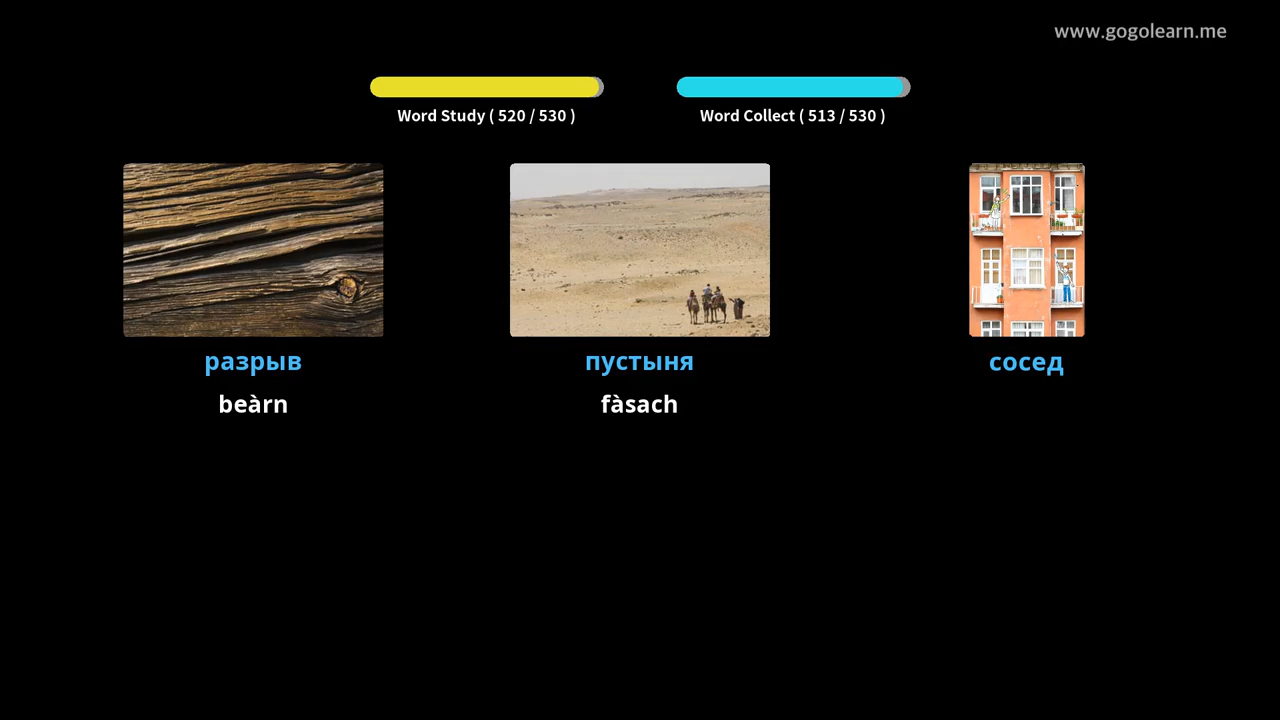 www.gogolearn.me
Word Study ( 520 / 530 )
Word Collect ( 513 / 530 )
разрыв
пустыня
сосед
beàrn
fàsach